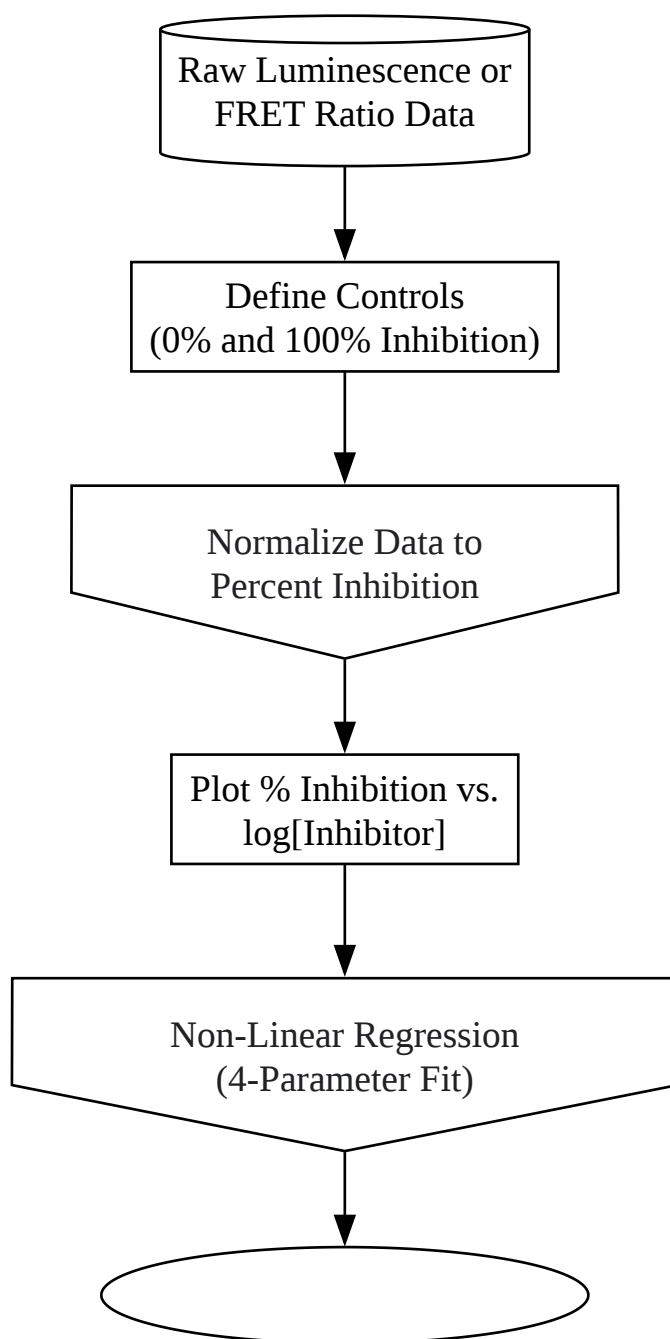 Raw Luminescence or
FRET Ratio Data
Define Controls
(0% and 100% Inhibition)
Normalize Data to
Percent Inhibition
Plot % Inhibition vs.
log[Inhibitor]
Non-Linear Regression
(4-Parameter Fit)